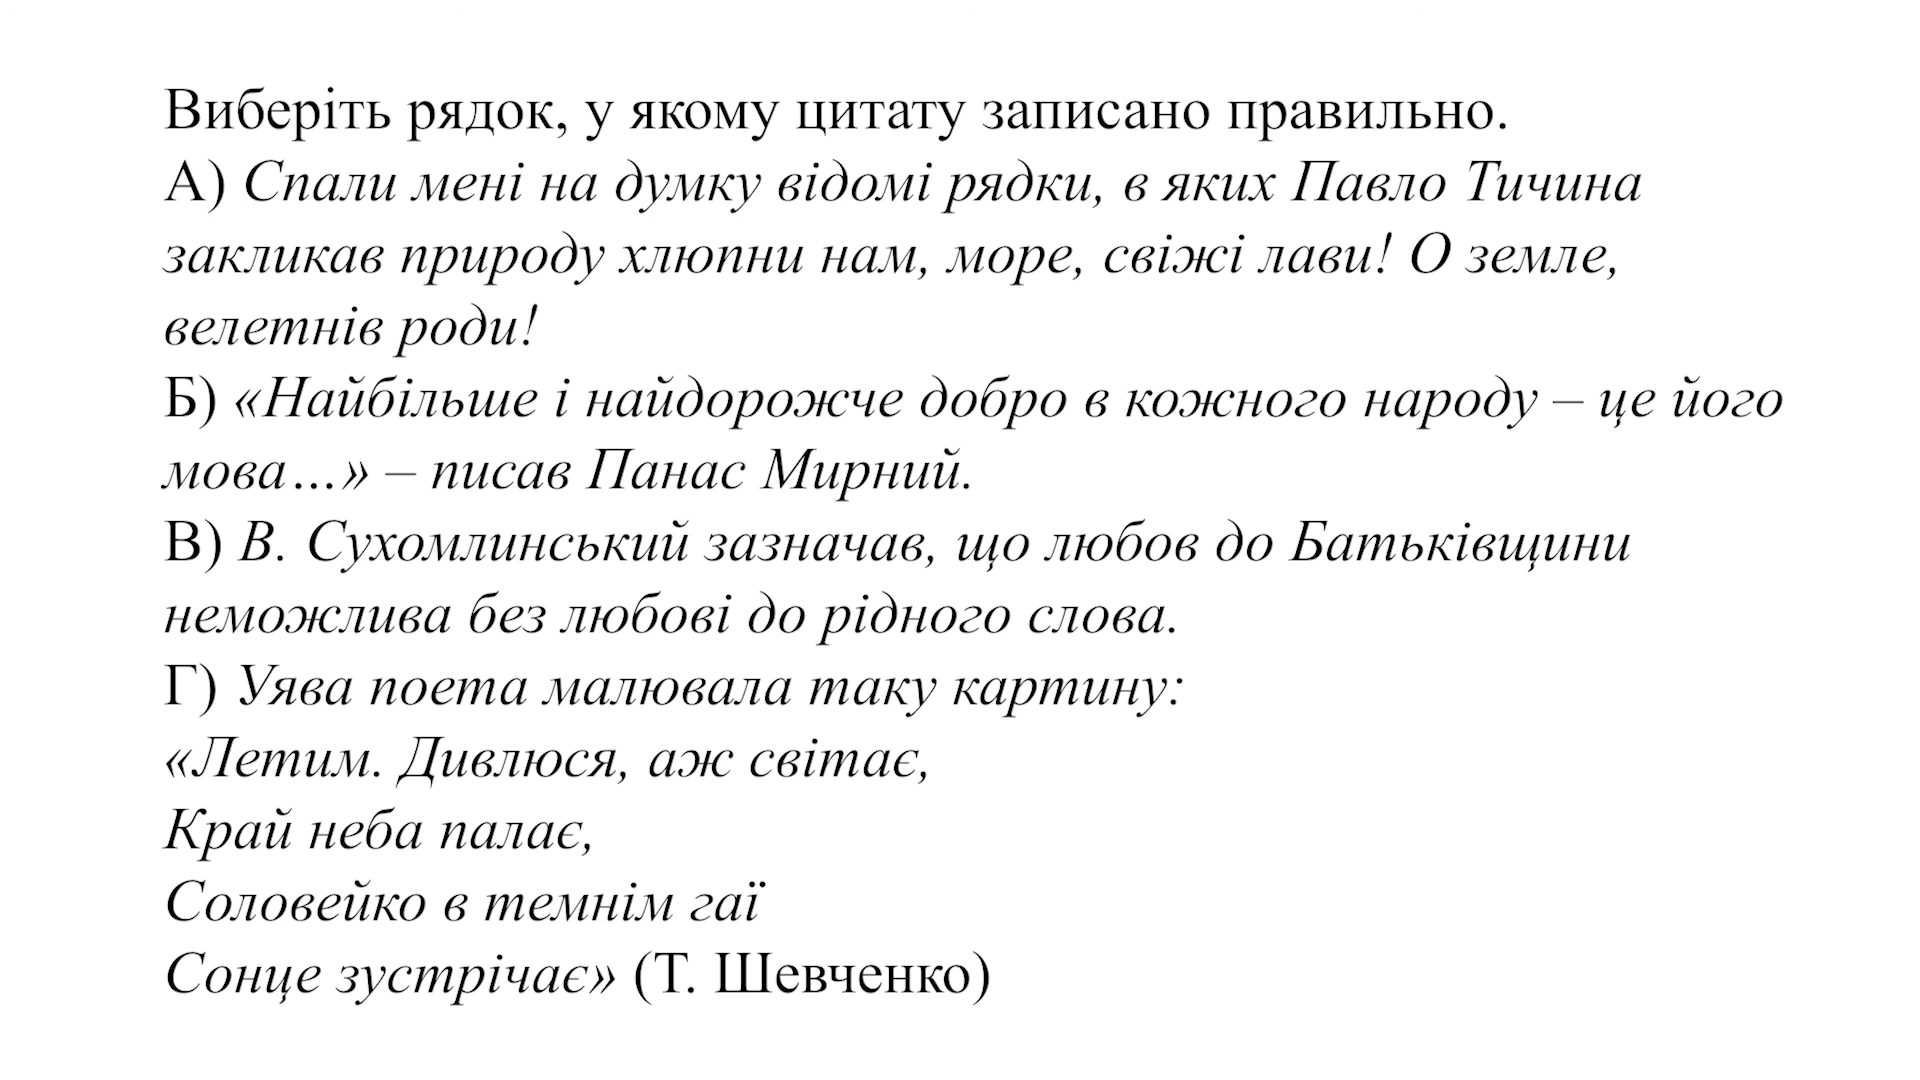 Виберіть рядок, у якому цитату записано правильно.
А) Спали мені на думку відомі рядки, в яких Павло Тичина
закликав природу хлюпни нам, море, свіжі лави! О земле,
велетнів роди!
Б) «Найбільше і найдорожче добро в кожного народу – це його
мова…» – писав Панас Мирний.
В) В. Сухомлинський зазначав, що любов до Батьківщини
неможлива без любові до рідного слова.
Г) Уява поета малювала таку картину:
«Летим. Дивлюся, аж світає,
Край неба палає,
Соловейко в темнім гаї
Сонце зустрічає» (Т. Шевченко)